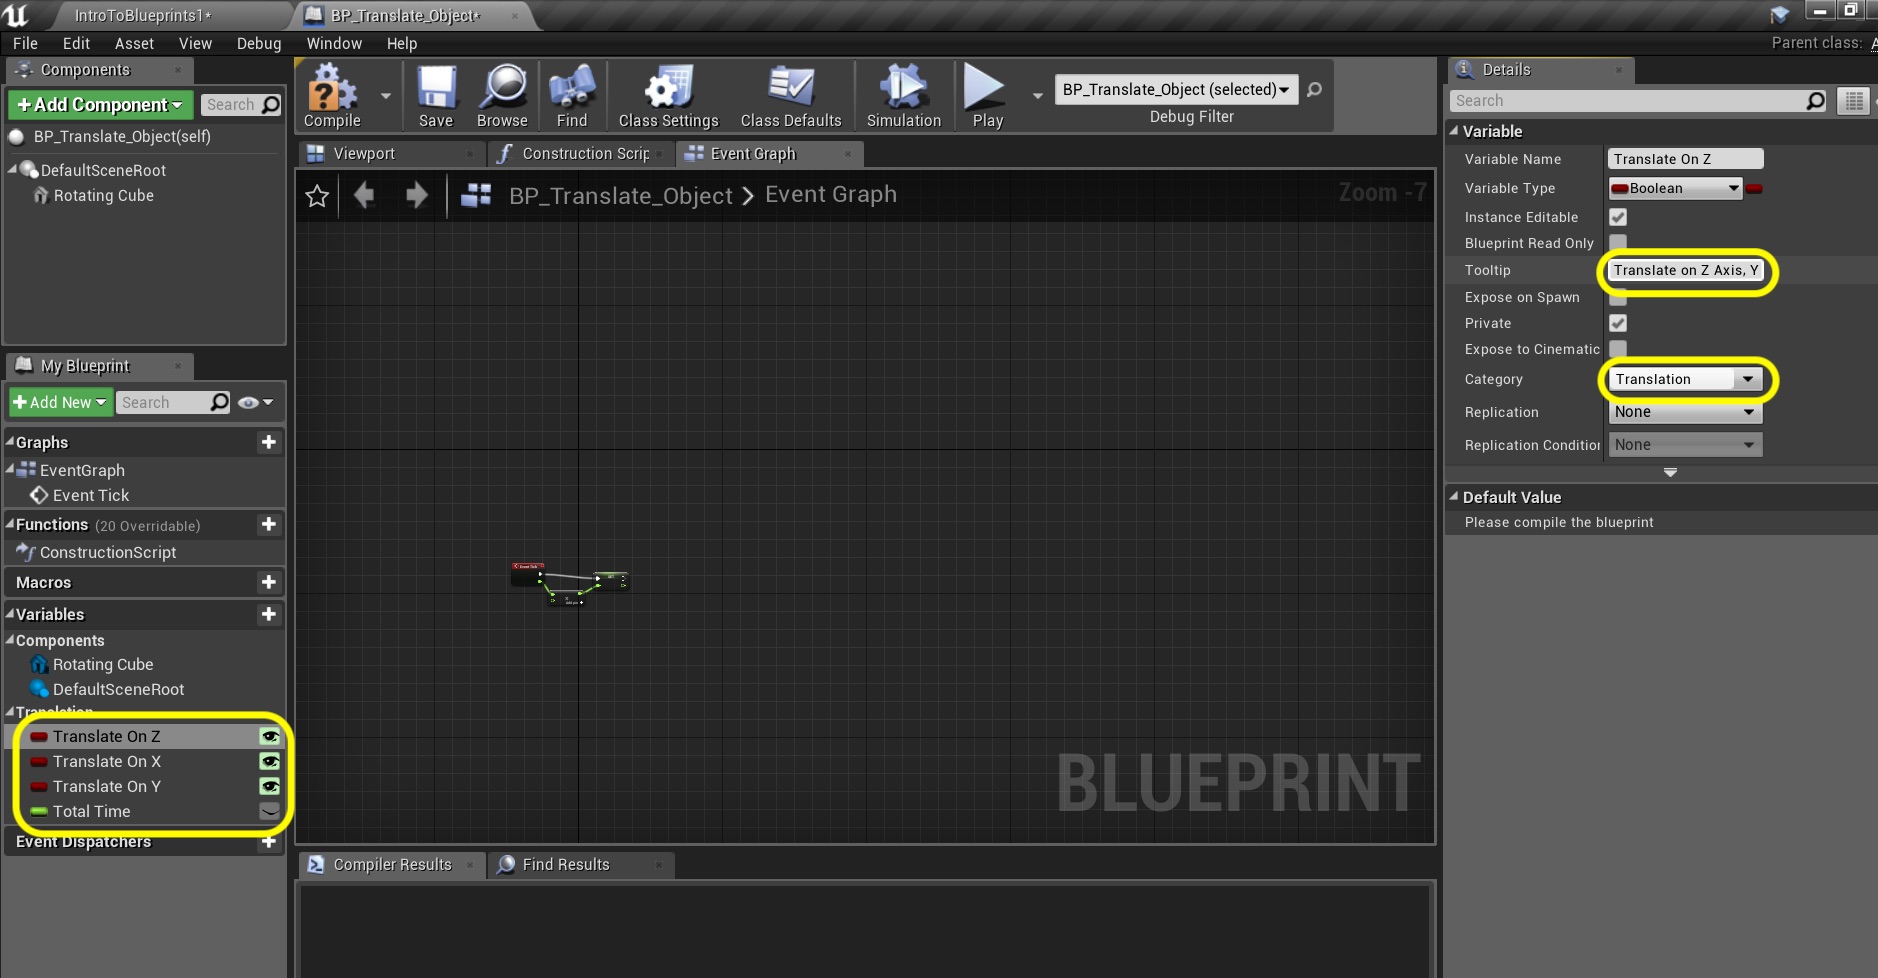 IntroToBlueprints1*
BP_Translate_Object*
File Edit Asset View Debug Window Help
Parent class:
Components
+Add Component
Search
BP_Translate_Object(self)
DefaultSceneRoot
Rotating Cube
My Blueprint
+Add New
Search
Graphs
EventGraph
Event Tick
Functions (20 Overridable)
ConstructionScript
Macros
Variables
Components
Rotating Cube
DefaultSceneRoot
Translation
Translate On Z
Translate On X
Translate On Y
Total Time
Event Dispatchers
Compile
Save
Browse
Find
Class Settings
Class Defaults
Simulation
Play
BP_Translate_Object (selected)
Debug Filter
Viewport
Construction Scrip
Event Graph
BP_Translate_Object > Event Graph
Zoom -7
Event Tick
BLUEPRINT
Compiler Results
Find Results
Details
Search
Variable
Variable Name Translate On Z
Variable Type Boolean
Instance Editable
Blueprint Read Only
Tooltip Translate on Z Axis, Y
Expose on Spawn
Private
Expose to Cinematic
Category Translation
Replication None
Replication Condition None
Default Value
Please compile the blueprint